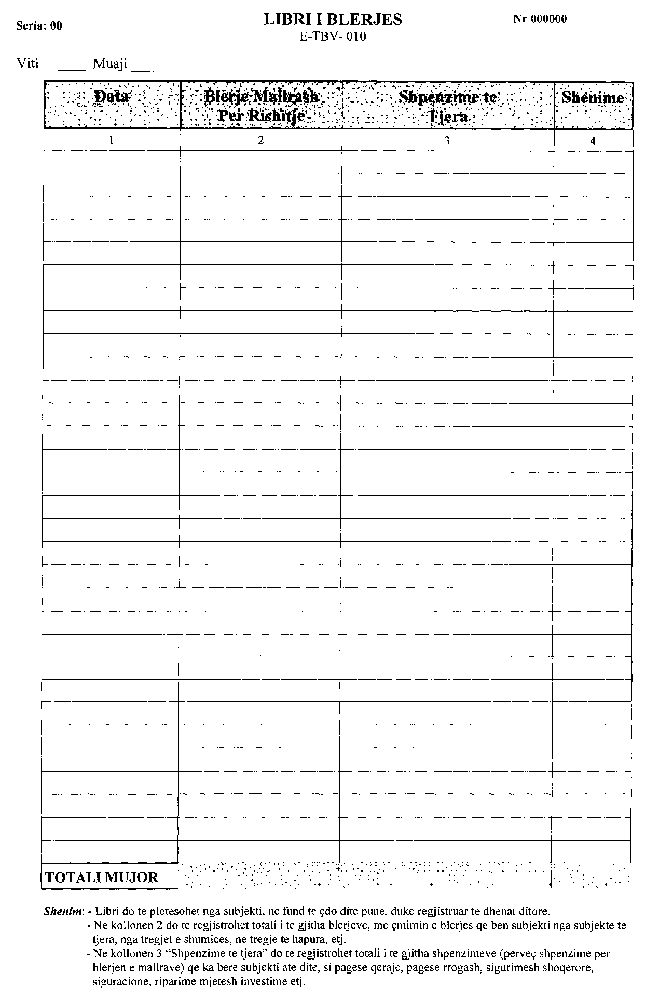 Seria: 00
LIBRI I BLERJES
Nr 000000
E-TBV- 010
Viti ______ Muaji ______
Data
Blerje Mallrash
Per Rishitje
Shpenzime te
Tjera
Shenime
1 2 3 4
TOTALI MUJOR
Shenim: - Libri do te plotesohet nga subjekti, ne fund te çdo dite pune, duke regjistruar te dhenat ditore.
- Ne kollonen 2 do te regjistrohet totali i te gjitha blerjeve, me çmimin e blerjes qe ben subjekti nga subjekte te
tjera, nga tregjet e shumices, ne tregje te hapura, etj.
- Ne kollonen 3 “Shpenzime te tjera” do te regjistrohet totali i te gjitha shpenzimeve (perveç shpenzime per
blerjen e mallrave) qe ka bere subjekti ate dite, si pagese qeraje, pagese rrogash, sigurimesh shoqerore,
siguracione, riparime mjetesh investime etj.